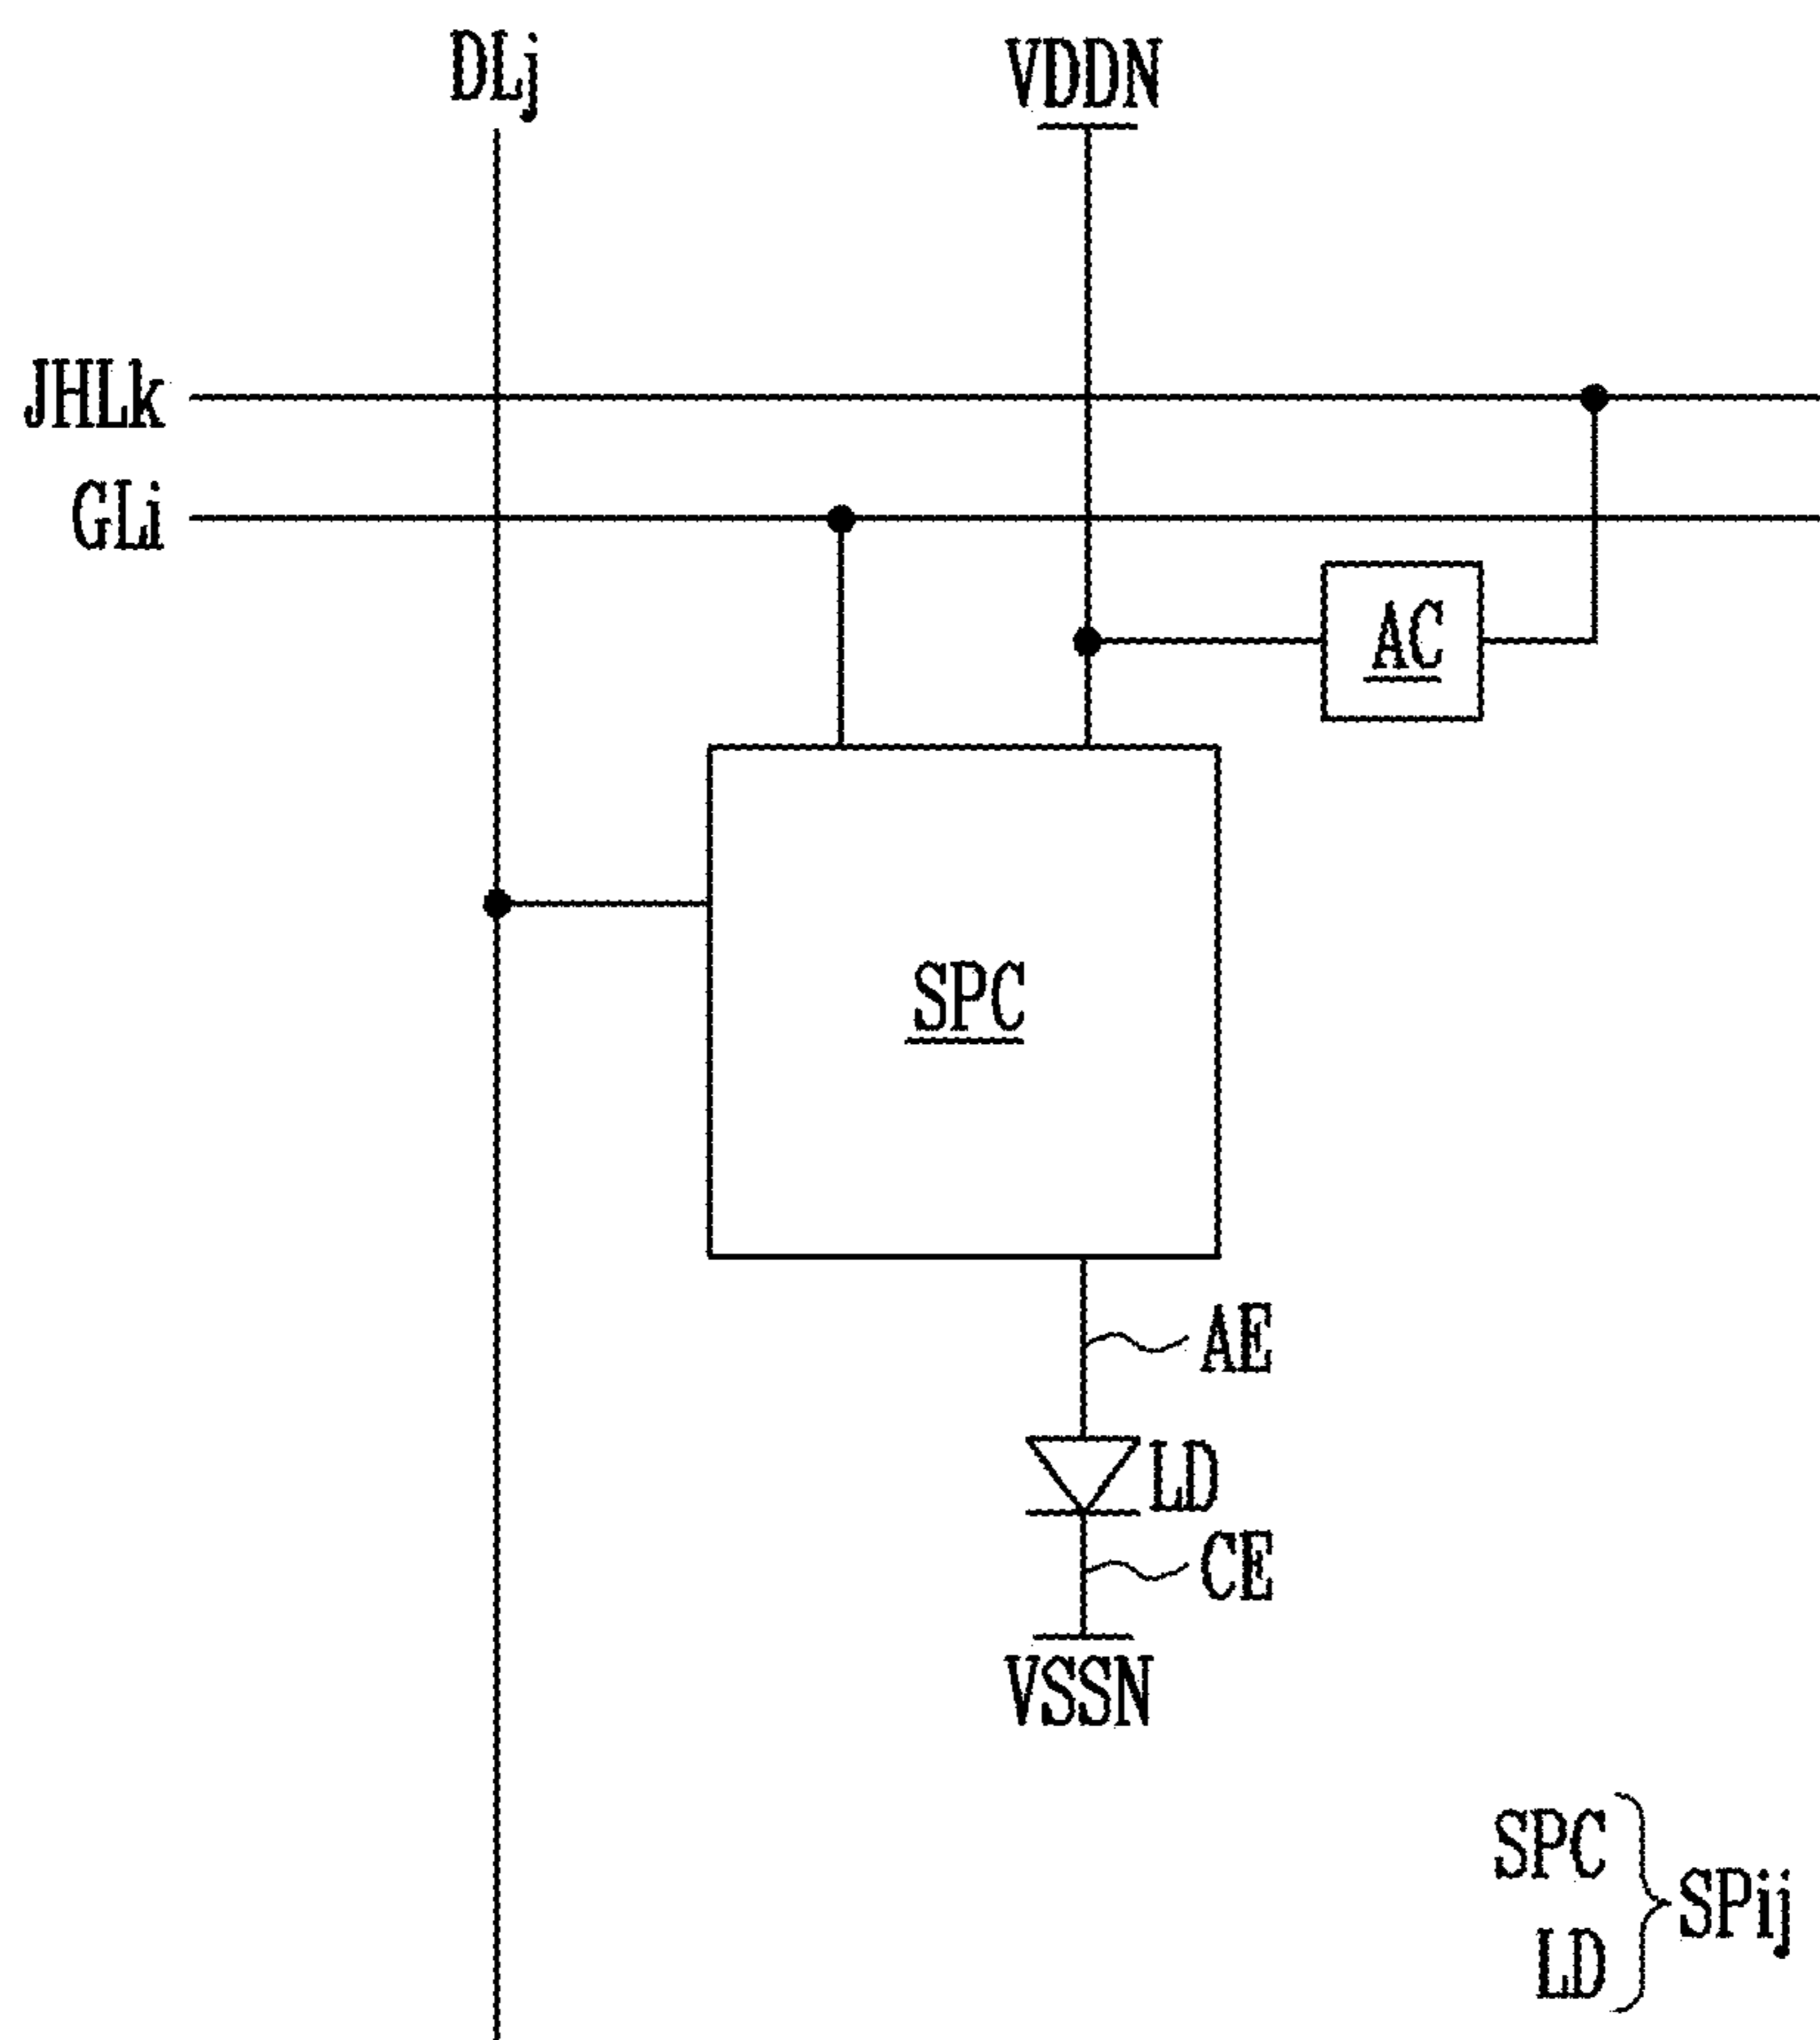 DLj
VDDN
JHLk
GLi
AC
SPC
AE
LD
CE
VSSN
SPC
LD
SPij